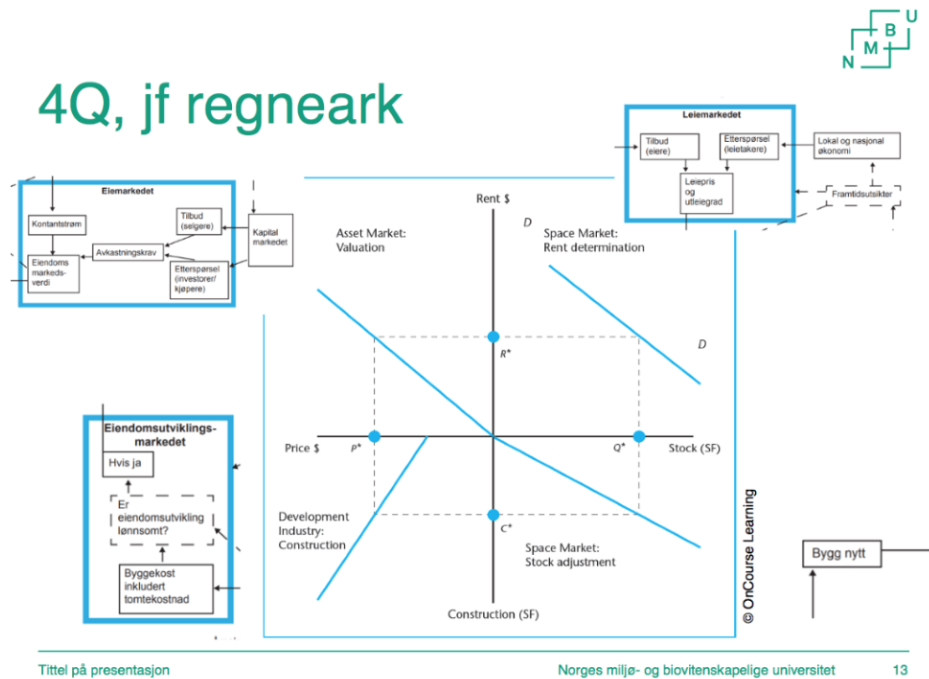 N M B U
4Q, jf regneark
Leiemarkedet
Tilbud
(eiere)
Etterspørsel
(leietakere)
Lokal og nasjonal
økonomi
Leiepris
og
utleiegrad
Framtidsutsikter
Eiemarkedet
Kontantstrøm
Tilbud
(selgere)
Kapital
markedet
Avkastningskrav
Eiendoms
markeds-
verdi
Etterspørsel
(investorer/
kjøpere)
Rent $
Asset Market:
Valuation
D
Space Market:
Rent determination
R*
D
Price $
P*
Q*
Stock (SF)
Eiendomsutviklings-
markedet
Hvis ja
Er
eiendomsutvikling
lønnsomt?
Byggekost
inkludert
tomtekostnad
Development
Industry:
Construction
C*
Space Market:
Stock adjustment
Construction (SF)
© OnCourse Learning
Bygg nytt
Tittel på presentasjon
Norges miljø- og biovitenskapelige universitet
13